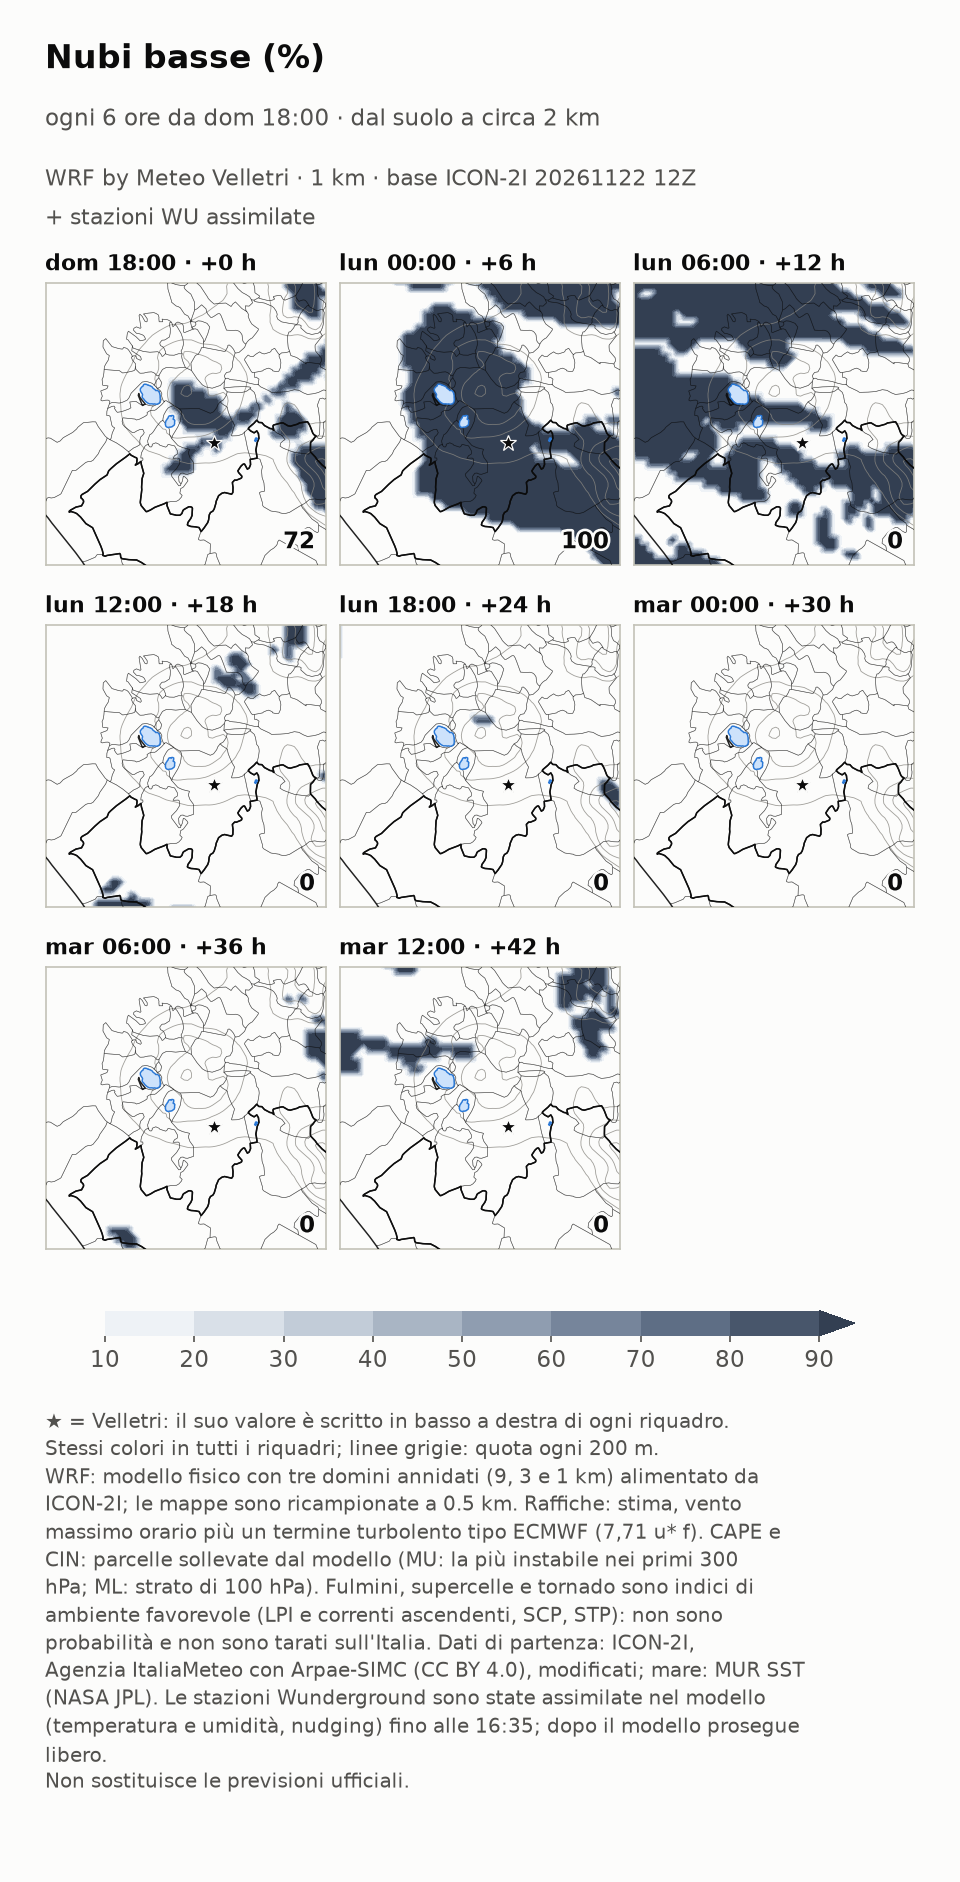 Nubi basse (%)
ogni 6 ore da dom 18:00 · dal suolo a circa 2 km
WRF by Meteo Velletri · 1 km · base ICON-2I 20261122 12Z
+ stazioni WU assimilate
dom 18:00 · +0 h
lun 00:00 · +6 h
lun 06:00 · +12 h
72
100
0
lun 12:00 · +18 h
lun 18:00 · +24 h
mar 00:00 · +30 h
0
0
0
mar 06:00 · +36 h
mar 12:00 · +42 h
0
0
10 20 30 40 50 60 70 80 90
★ = Velletri: il suo valore è scritto in basso a destra di ogni riquadro.
Stessi colori in tutti i riquadri; linee grigie: quota ogni 200 m.
WRF: modello fisico con tre domini annidati (9, 3 e 1 km) alimentato da
ICON-2I; le mappe sono ricampionate a 0.5 km. Raffiche: stima, vento
massimo orario più un termine turbolento tipo ECMWF (7,71 u* f). CAPE e
CIN: parcelle sollevate dal modello (MU: la più instabile nei primi 300
hPa; ML: strato di 100 hPa). Fulmini, supercelle e tornado sono indici di
ambiente favorevole (LPI e correnti ascendenti, SCP, STP): non sono
probabilità e non sono tarati sull'Italia. Dati di partenza: ICON-2I,
Agenzia ItaliaMeteo con Arpae-SIMC (CC BY 4.0), modificati; mare: MUR SST
(NASA JPL). Le stazioni Wunderground sono state assimilate nel modello
(temperatura e umidità, nudging) fino alle 16:35; dopo il modello prosegue
libero.
Non sostituisce le previsioni ufficiali.